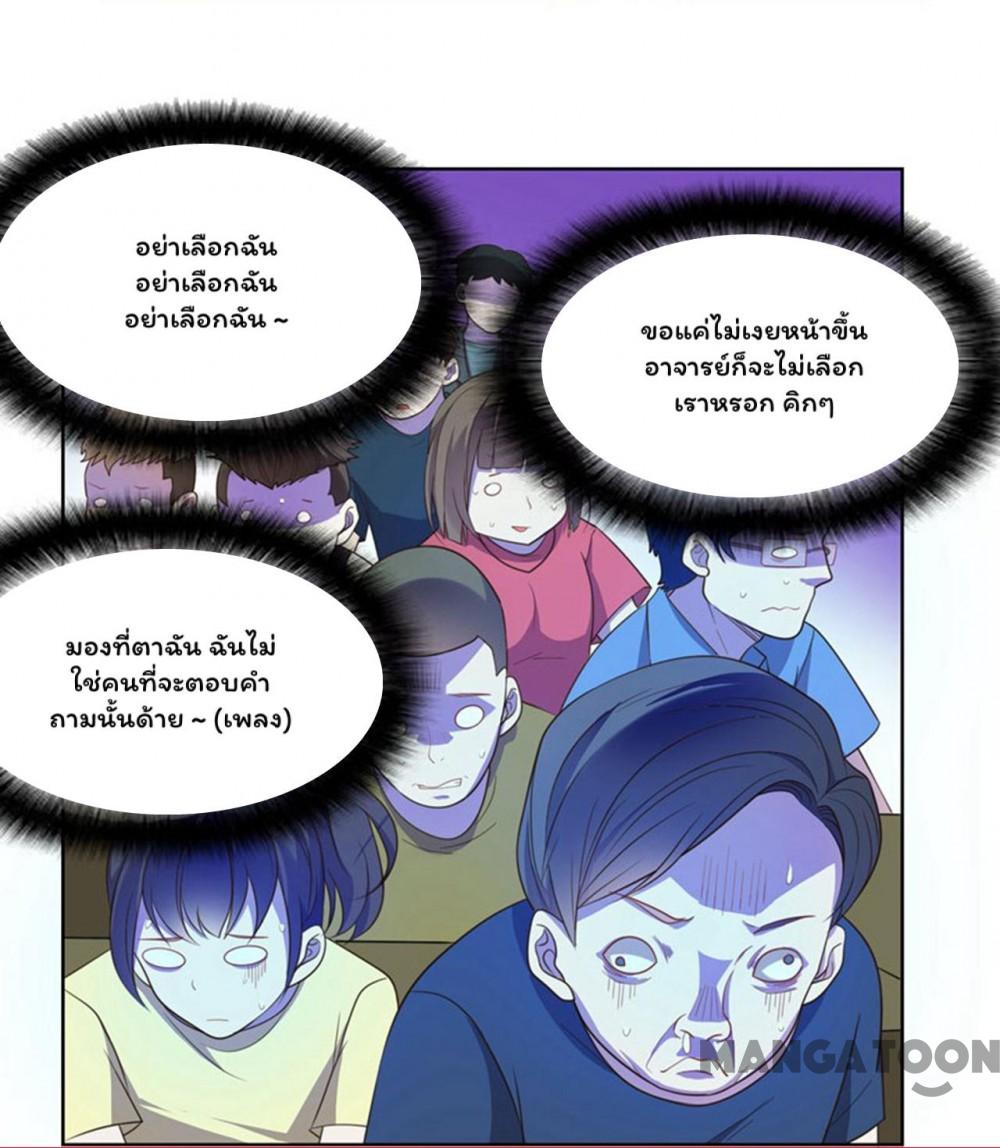 อย่าเลือกฉัน
อย่าเลือกฉัน
อย่าเลือกฉัน ~
ขอแค่ไม่เงยหน้าขึ้น
อาจารย์ก็จะไม่เลือก
เราหรอก คิกๆ
มองที่ตาฉัน ฉันไม่
ใช่คนที่จะตอบคำ
ถามนั้นด้าย ~ (เพลง)
MANGATOON